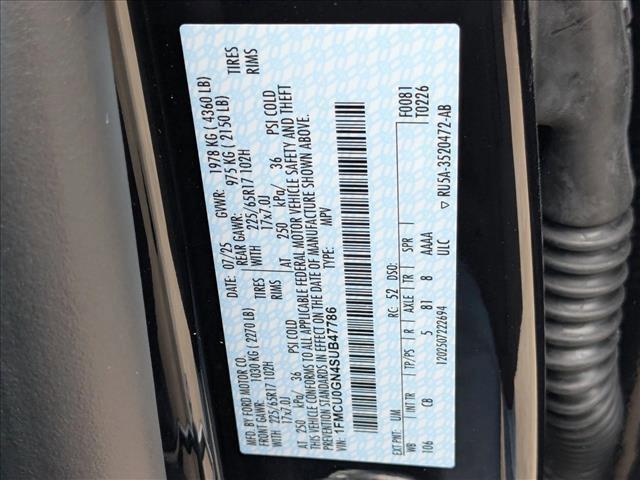 MFD. BY FORD MOTOR CO. DATE: 07/25 GVWR: 1978 KG ( 4360 LB)
FRONT GAWR: 1030 KG ( 2270 LB) REAR GAWR: 975 KG ( 2150 LB)
WITH 225/65R17 102H TIRES WITH 225/65R17 102H TIRES
17x7.0J RIMS 17x7.0J RIMS
AT 250 kPa/ 36 PSI COLD AT 250 kPa/ 36 PSI COLD
THIS VEHICLE CONFORMS TO ALL APPLICABLE FEDERAL MOTOR VEHICLE SAFETY AND THEFT
PREVENTION STANDARDS IN EFFECT ON THE DATE OF MANUFACTURE SHOWN ABOVE.
VIN: 1FMCU0GN4SUB47786 TYPE: MPV
F0081
T0226
EXT PNT: UM RC: 52 DSO:
WB INT TR TP/PS R AXLE TR SPR
106 CB 5 81 8 AAAA
ULC
120250722694 ▽ RU5A-3520472-AB